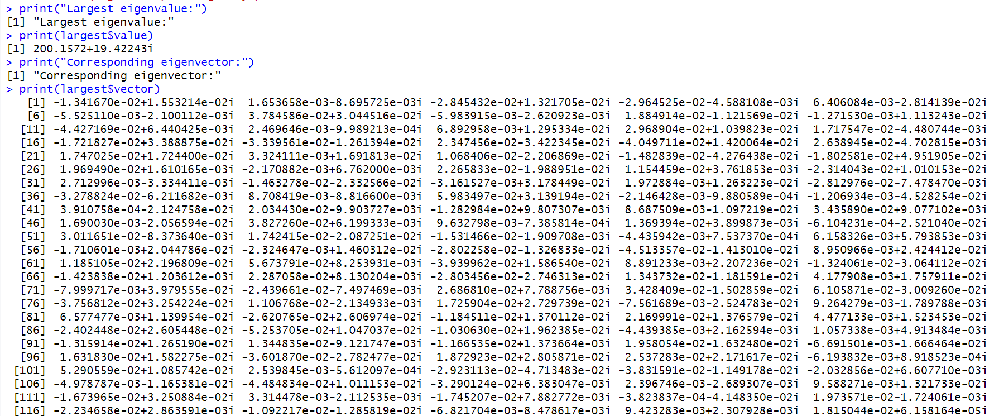 > print("Largest eigenvalue:")
[1] "Largest eigenvalue:"
> print(largest$value)
[1] 200.1572+19.42243i
> print("Corresponding eigenvector:")
[1] "Corresponding eigenvector:"
> print(largest$vector)
[1] -1.341670e-02+1.553214e-02i 1.653658e-03-8.695725e-03i -2.845432e-02+1.321705e-02i -2.964525e-02-4.588108e-03i 6.406084e-03-2.814139e-02i
[6] -5.525110e-03-2.100112e-03i 3.784586e-02+3.044516e-02i -5.983915e-03-2.620923e-03i 1.884914e-02-1.121569e-02i -1.271530e-03+1.113243e-02i
[11] -4.427169e-02+6.440425e-03i 2.469646e-03-9.989213e-04i 6.892958e-03+1.295334e-02i 2.968904e-02+1.039823e-02i 1.717547e-02-4.480744e-03i
[16] -1.721827e-02+3.388875e-02i -3.339561e-02-1.261394e-02i 2.347456e-02-3.422345e-02i -4.049711e-02+1.420064e-02i 2.638945e-02-4.702815e-03i
[21] 1.747025e-02+1.724400e-02i 3.324111e-03+1.691813e-02i 1.068406e-02-2.206869e-02i -1.482839e-02-4.276438e-02i -1.802581e-02+4.951905e-02i
[26] 1.969490e-02+1.610165e-03i -2.170882e-03+6.762000e-03i 2.265833e-02-1.988951e-02i 1.154459e-02+3.761853e-03i -2.314043e-02+1.010153e-02i
[31] 2.712996e-03-3.334411e-03i -1.463278e-02-2.332566e-02i -3.161527e-03+3.178449e-02i 1.972884e-03+1.263223e-02i -2.812976e-02-7.478470e-03i
[36] -3.278824e-02-6.211682e-03i 8.708419e-03-8.816600e-03i 5.983497e-02+3.139194e-02i -2.146428e-03-9.880589e-04i -1.206934e-03-4.528254e-02i
[41] 3.910758e-04-2.124758e-02i 2.034430e-02-9.903727e-03i -1.282984e-02+9.807307e-03i 8.687509e-03-1.097219e-02i 3.435890e-02+9.077102e-03i
[46] 1.690030e-03-2.056594e-02i 3.827260e-02+6.199333e-03i 9.632798e-03-7.385814e-04i 1.369394e-02+3.899873e-03i -6.104231e-04-2.521040e-02i
[51] 3.011651e-02-8.373640e-03i 1.742415e-02-2.087251e-02i -1.531466e-02-1.909708e-03i -4.435942e-03+7.537370e-04i 6.158326e-03+5.793853e-03i
[56] -1.710601e-03+2.044786e-02i -2.324647e-03+1.460312e-02i -2.802258e-02-1.326833e-02i -4.513357e-02-1.413010e-02i 8.950966e-03+2.424412e-02i
[61] 1.185105e-02+2.196809e-02i 5.673791e-02+8.253931e-03i -3.939962e-02+1.586540e-02i 8.891233e-03+2.207236e-02i -1.324061e-02-3.064112e-02i
[66] -1.423838e-02+1.203612e-03i 2.287058e-02+8.130204e-03i -2.803456e-02-2.746313e-02i 1.343732e-02-1.181591e-02i 4.177908e-03+1.757911e-02i
[71] -7.999717e-03+3.979555e-02i -2.439661e-02-7.497469e-03i 2.686810e-02+7.788756e-03i 3.428409e-02-1.502859e-02i 6.105871e-02-3.009260e-02i
[76] -3.756812e-02+3.254224e-02i 1.106768e-02-2.134933e-03i 1.725904e-02+2.729739e-02i -7.561689e-03-2.524783e-02i 9.264279e-03-1.789788e-03i
[81] 6.577477e-03+1.139954e-02i -2.620765e-02+2.606974e-02i -1.184511e-02+1.370112e-02i 2.169991e-02+1.376579e-02i 4.477133e-03+1.523453e-02i
[86] -2.402448e-02+2.605448e-02i -5.253705e-02+1.047037e-02i -1.030630e-02+1.962385e-02i -4.439385e-03+2.162594e-03i 1.057338e-03+4.913484e-03i
[91] -1.315914e-02+1.265190e-02i 1.344835e-02-9.121747e-03i -1.166535e-02+1.373664e-03i 1.958054e-02-1.632480e-02i -6.691501e-03-1.666464e-02i
[96] 1.631830e-02+1.582275e-02i -3.601870e-02-2.782477e-02i 1.872923e-02+2.805871e-02i 2.537283e-02+2.171617e-02i -6.193832e-03+8.918523e-04i
[101] 5.290559e-02+1.085742e-02i 2.539845e-03-5.612097e-04i -2.923113e-02-4.713483e-02i -3.831591e-02-1.149178e-02i -2.032856e-02+6.607710e-03i
[106] -4.978787e-03-1.165381e-02i -4.484834e-02+1.011153e-02i -3.290124e-02+6.383047e-03i 2.396746e-03-2.689307e-03i 9.588271e-03+1.321733e-02i
[111] -1.673965e-02+3.250884e-02i 3.314478e-03-2.112535e-03i -1.745207e-02+7.882772e-03i -3.823837e-04-4.148350e-02i 1.973571e-02-1.724061e-03i
[116] -2.234658e-02+2.863591e-03i -1.092217e-02-1.285819e-02i -6.821704e-03-8.478617e-03i 9.423283e-03+2.307928e-03i 1.815044e-02+6.158164e-05i